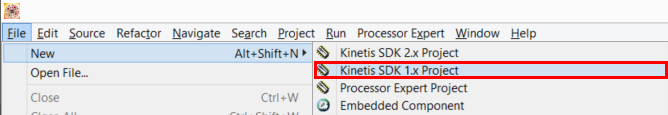 File Edit Source Refactor Navigate Search Project Run Processor Expert Window Help
New Alt+Shift+N Kinetis SDK 2.x Project
Open File... Kinetis SDK 1.x Project
Processor Expert Project
Close Ctrl+W Embedded Component
Close All Ctrl+Shift+W